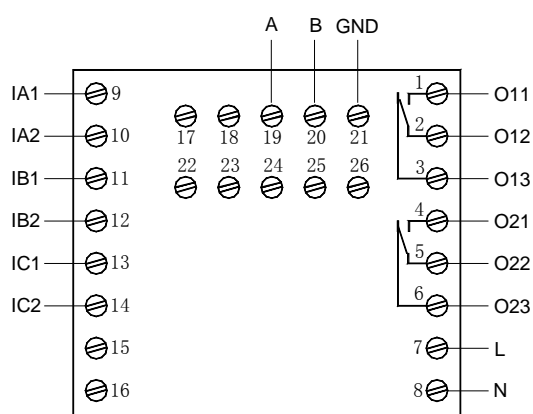 A B GND
IA1 9 1 O11
17 18 19 20 21
IA2 10 2 O12
22 23 24 25 26
IB1 11 3 O13
IB2 12 4 O21
IC1 13 5 O22
IC2 14 6 O23
15 7 L
16 8 N